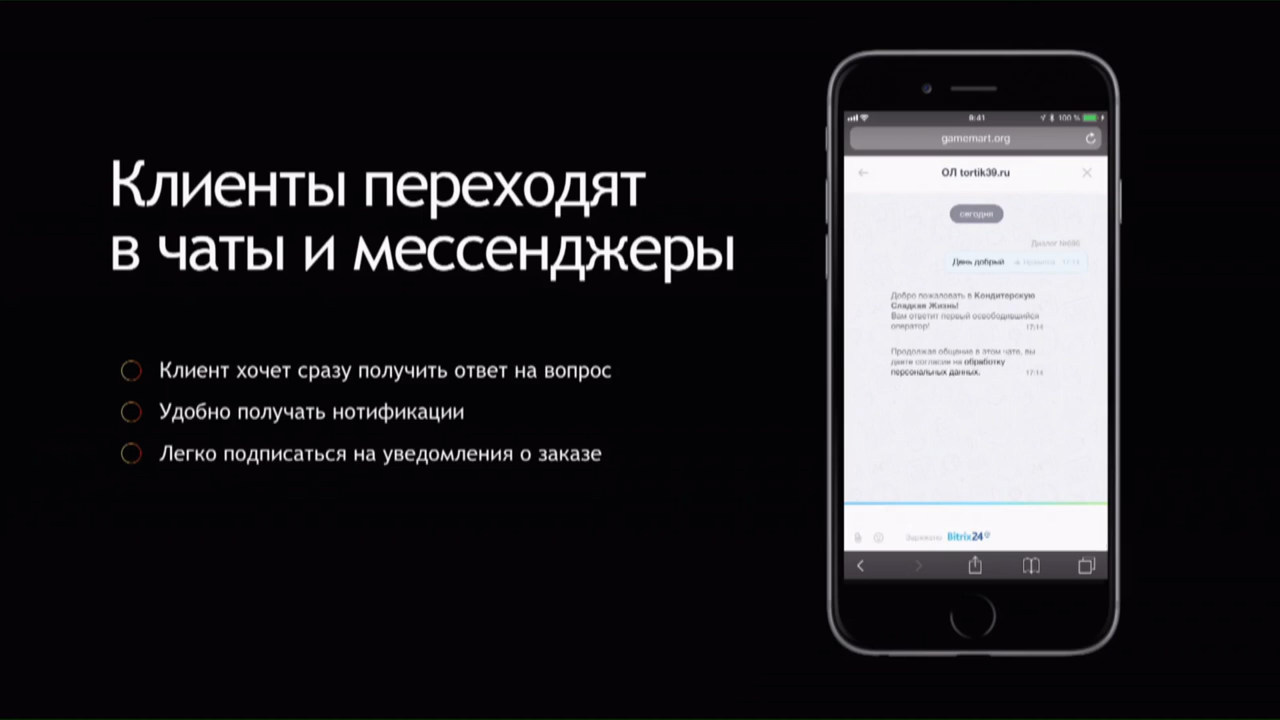 Клиенты переходят
в чаты и мессенджеры
Клиент хочет сразу получить ответ на вопрос
Удобно получать нотификации
Легко подписаться на уведомления о заказе
8:41
100 %
gamemart.org
ОЛ tortik39.ru
сегодня
Диалог №686
День добрый 17:14
Добро пожаловать в Кондитерскую
Сладкая Жизнь!
Вам ответит первый освободившийся
оператор! 17:14
Продолжая общение в этом чате, вы
даете согласие на обработку
персональных данных. 17:14
Заряжено Bitrix24